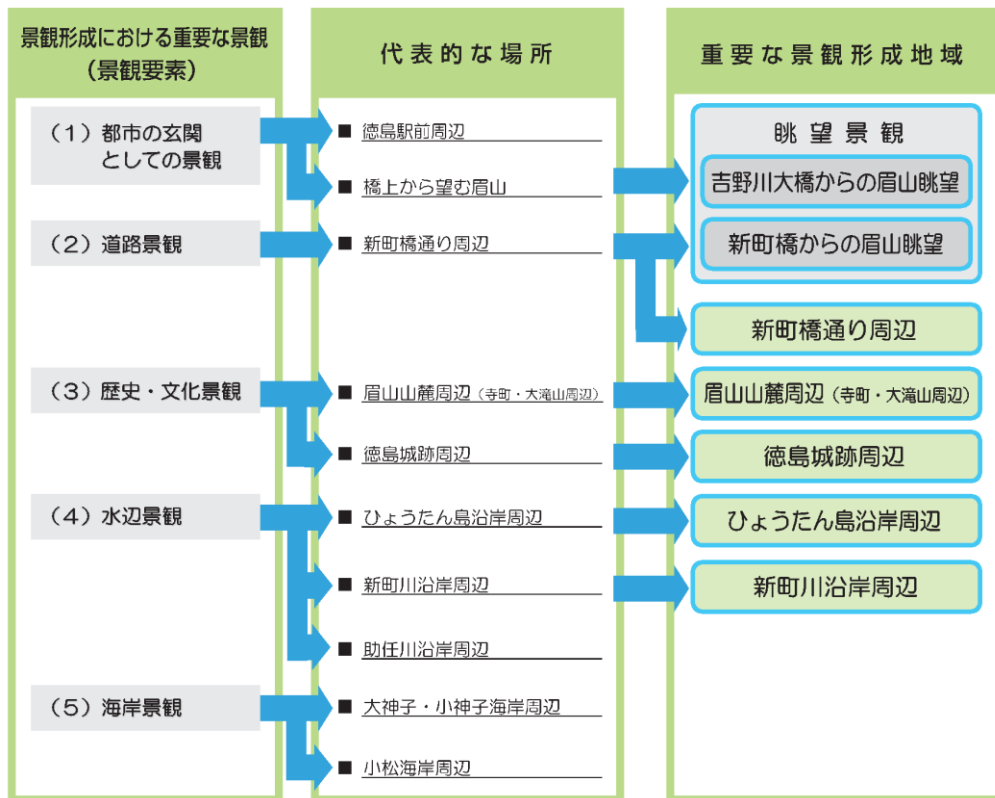 景観形成における重要な景観
(景観要素)
代表的な場所
重要な景観形成地域
(1)都市の玄関
としての景観
■ 徳島駅前周辺
■ 橋上から望む眉山
眺望景観
吉野川大橋からの眉山眺望
(2)道路景観
■ 新町橋通り周辺
新町橋からの眉山眺望
新町橋通り周辺
(3)歴史・文化景観
■ 眉山山麓周辺(寺町・大滝山周辺)
眉山山麓周辺(寺町・大滝山周辺)
■ 徳島城跡周辺
徳島城跡周辺
(4)水辺景観
■ ひょうたん島沿岸周辺
ひょうたん島沿岸周辺
■ 新町川沿岸周辺
新町川沿岸周辺
■ 助任川沿岸周辺
(5)海岸景観
■ 大神子・小神子海岸周辺
■ 小松海岸周辺